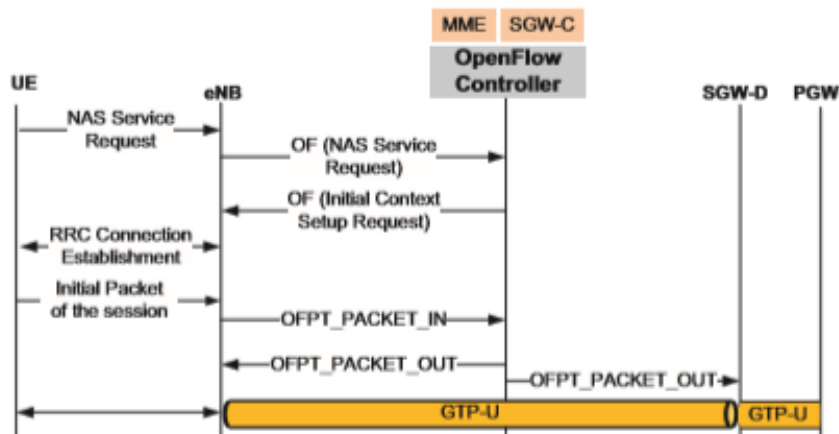 MME SGW-C
OpenFlow
Controller
UE
eNB
SGW-D PGW
NAS Service
Request
OF (NAS Service
Request)
OF (Initial Context
Setup Request)
RRC Connection
Establishment
Initial Packet
of the session
OFPT_PACKET_IN
OFPT_PACKET_OUT
OFPT_PACKET_OUT
GTP-U GTP-U